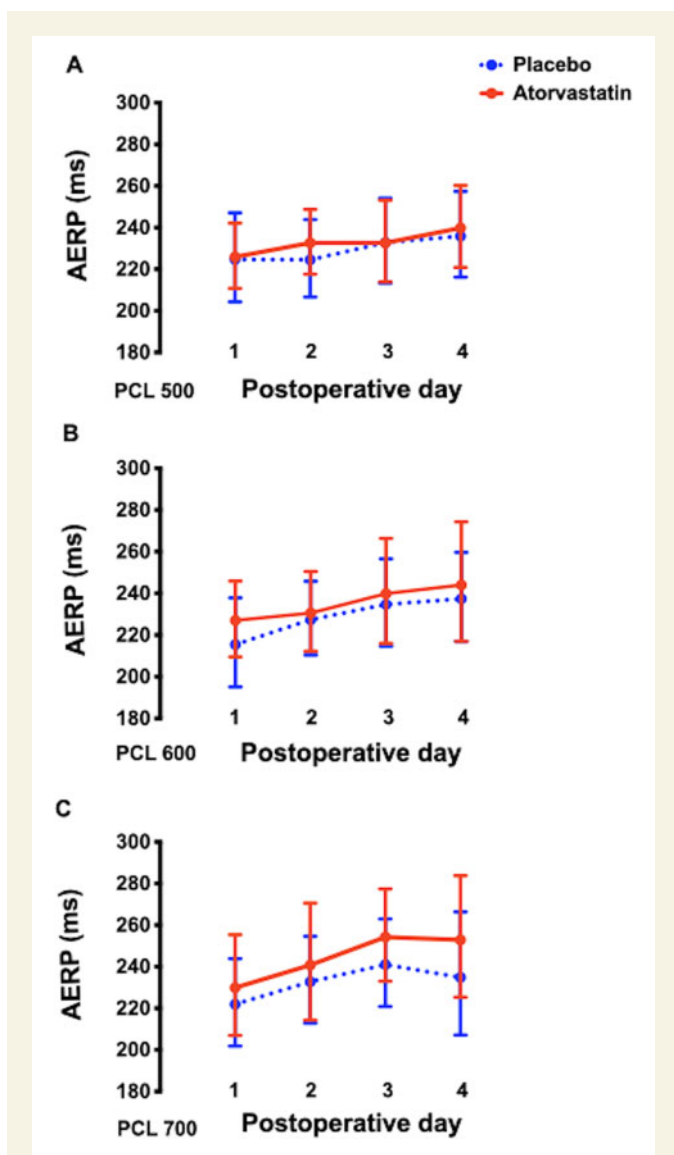 A
Placebo
Atorvastatin
300
280
260
240
220
200
180
AERP (ms)
1 2 3 4
PCL 500 Postoperative day
B
300
280
260
240
220
200
180
AERP (ms)
1 2 3 4
PCL 600 Postoperative day
C
300
280
260
240
220
200
180
AERP (ms)
1 2 3 4
PCL 700 Postoperative day